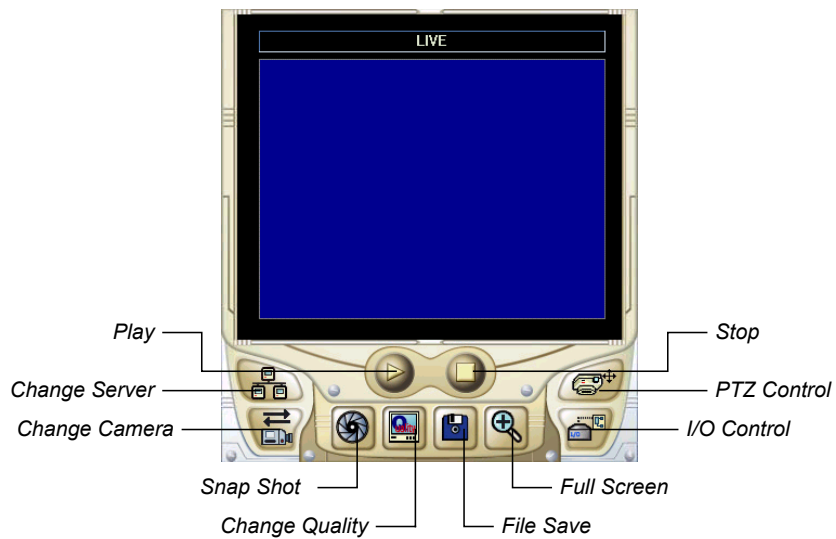 LIVE
Play
Stop
Change Server
PTZ Control
Change Camera
I/O Control
Snap Shot
Full Screen
Change Quality
File Save